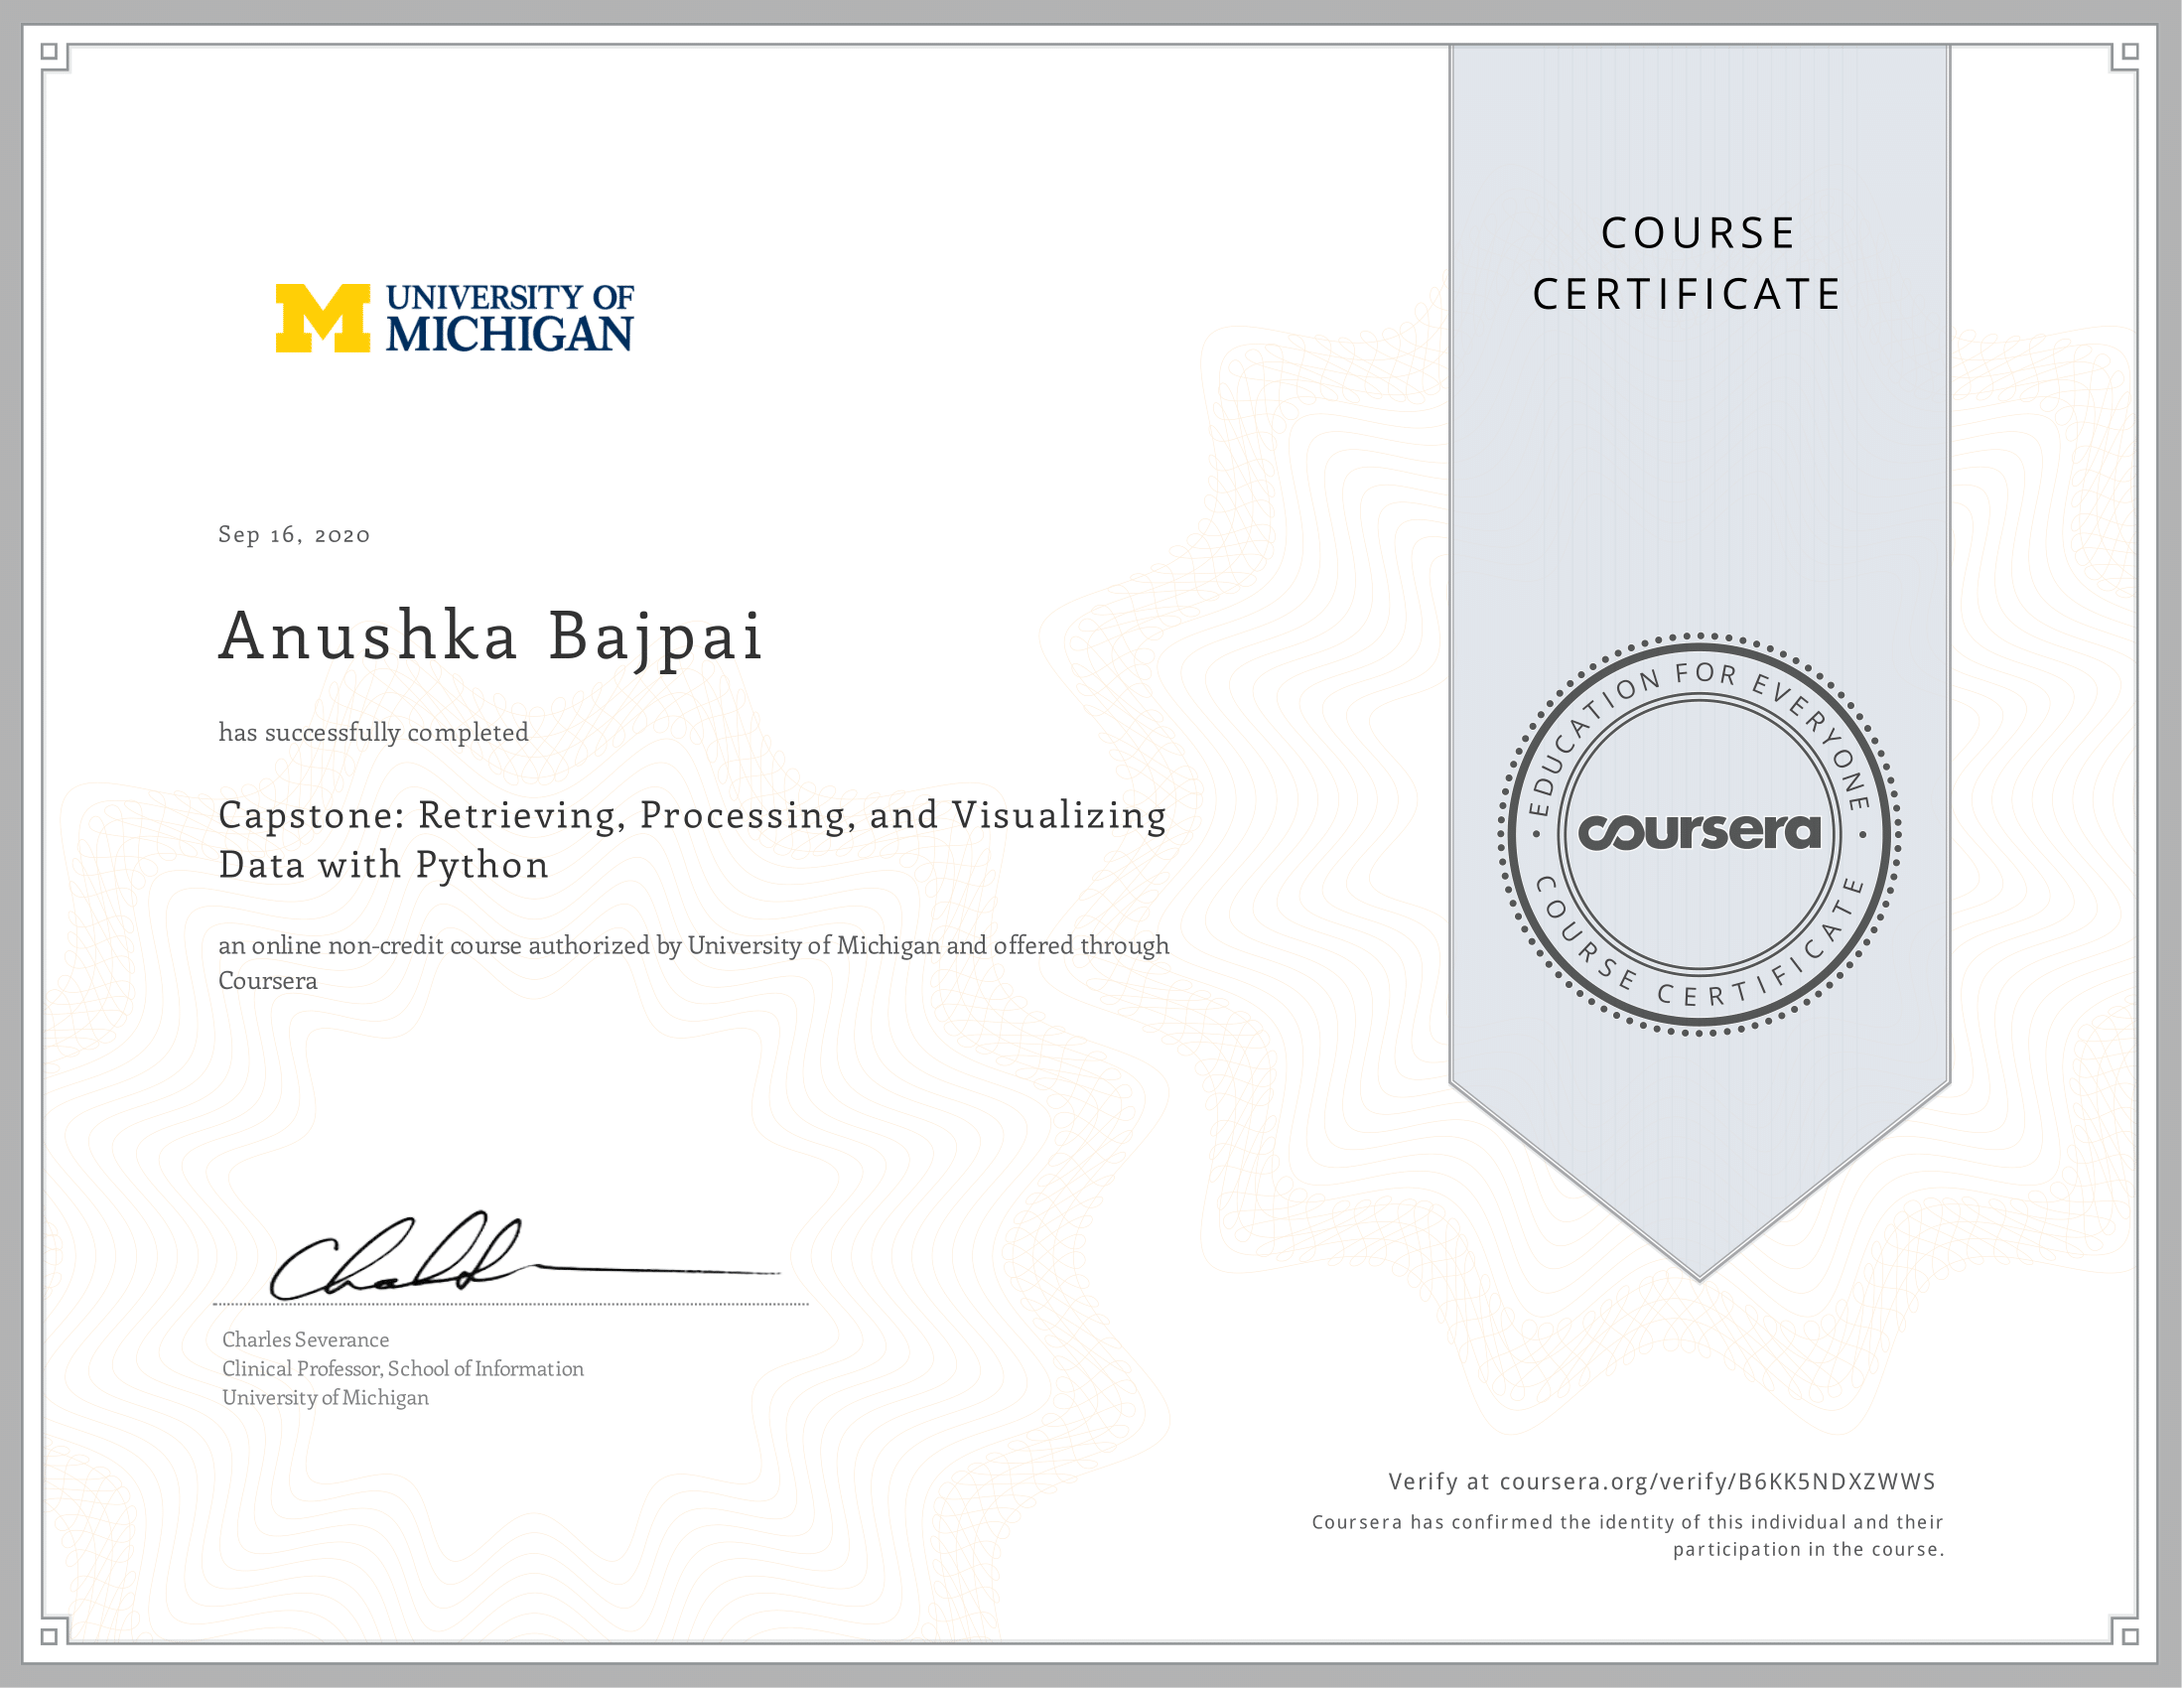 UNIVERSITY OF
MICHIGAN
COURSE
CERTIFICATE
Sep 16, 2020
Anushka Bajpai
has successfully completed
Capstone: Retrieving, Processing, and Visualizing
Data with Python
an online non-credit course authorized by University of Michigan and offered through
Coursera
EDUCATION FOR EVERYONE
coursera
COURSE CERTIFICATE
Charles Severance
Clinical Professor, School of Information
University of Michigan
Verify at coursera.org/verify/B6KK5NDXZWWS
Coursera has confirmed the identity of this individual and their
participation in the course.